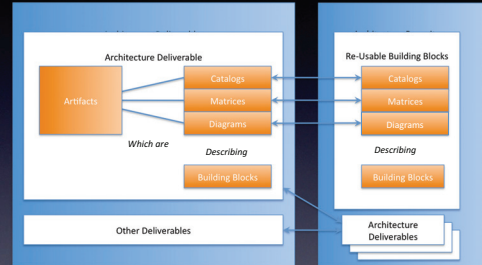 Architecture Deliverable
Re-Usable Building Blocks
Artifacts
Catalogs
Matrices
Diagrams
Which are
Describing
Building Blocks
Catalogs
Matrices
Diagrams
Describing
Building Blocks
Other Deliverables
Architecture
Deliverables